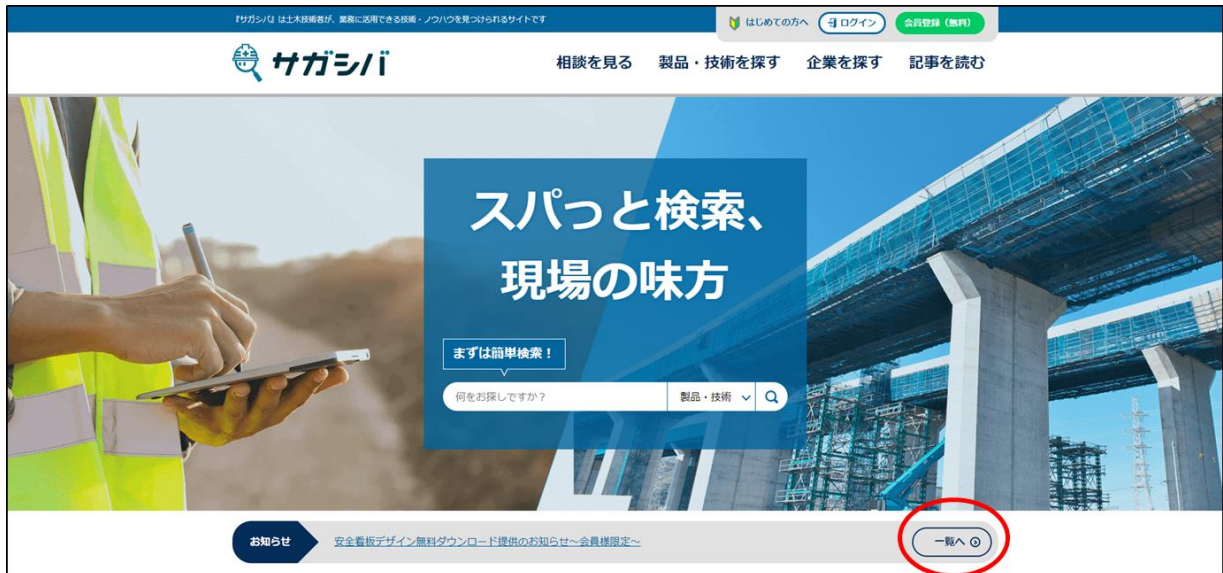 『サガシバ』は土木技術者が、業務に活用できる技術・ノウハウを見つけられるサイトです
はじめての方へ
ログイン
会員登録（無料）
サガシバ
相談を見る
製品・技術を探す
企業を探す
記事を読む
スパっと検索、
現場の味方
まずは簡単検索！
何をお探しですか？
製品・技術
お知らせ
安全看板デザイン無料ダウンロード提供のお知らせ～会員様限定～
一覧へ